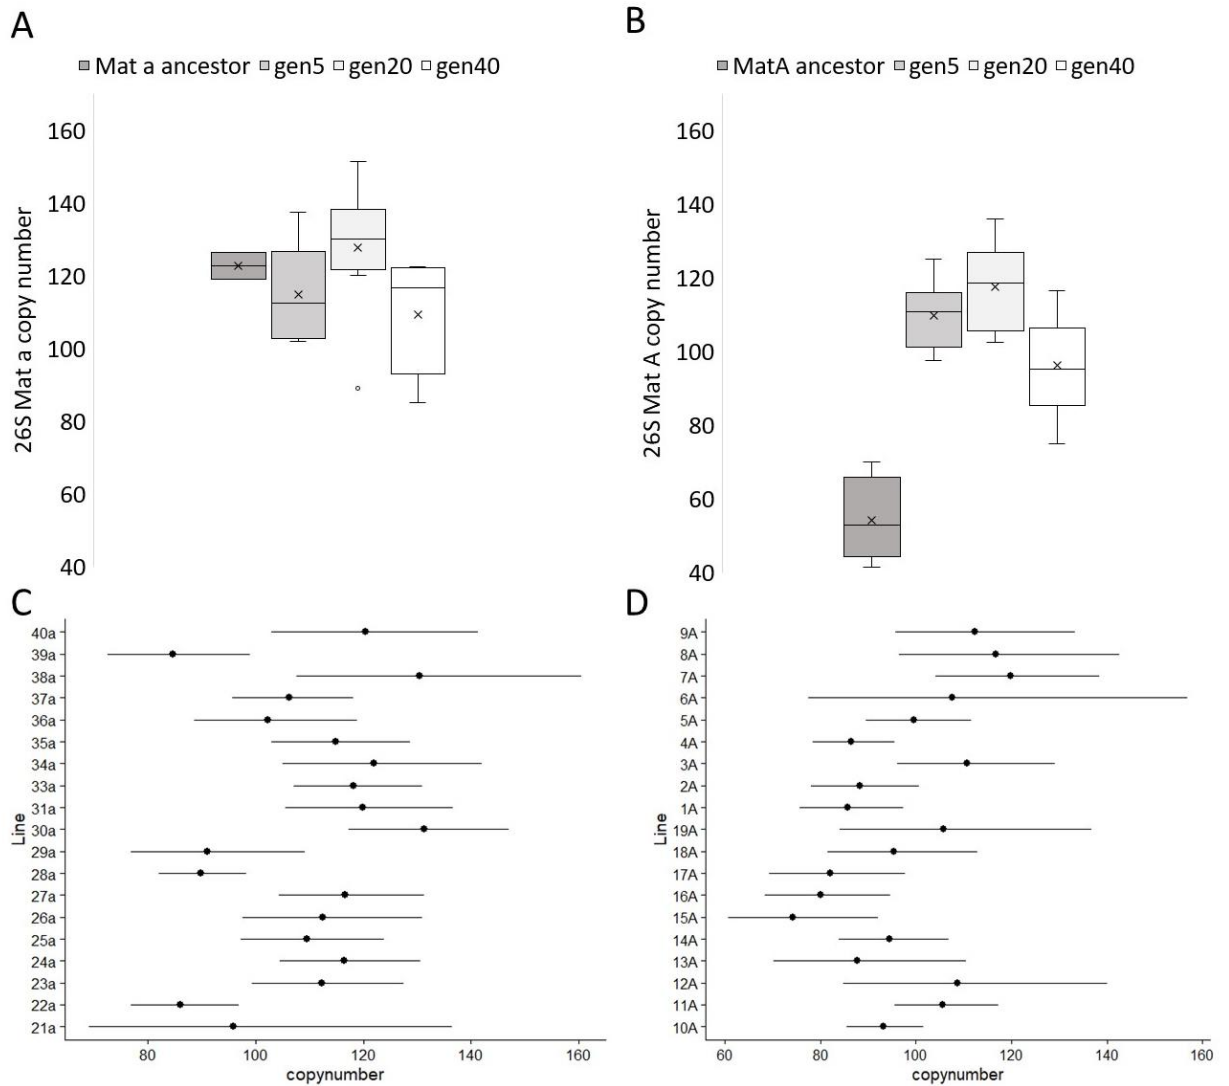 A
Mat a ancestor gen5 gen20 gen40
26S Mat a copy number
160
140
120
100
80
60
40
B
MatA ancestor gen5 gen20 gen40
26S Mat A copy number
160
140
120
100
80
60
40
C
Line
40a
39a
38a
37a
36a
35a
34a
33a
31a
30a
29a
28a
27a
26a
25a
24a
23a
22a
21a
80 100 120 140 160
copynumber
D
Line
9A
8A
7A
6A
5A
4A
3A
2A
1A
19A
18A
17A
16A
15A
14A
13A
12A
11A
10A
60 80 100 120 140 160
copynumber